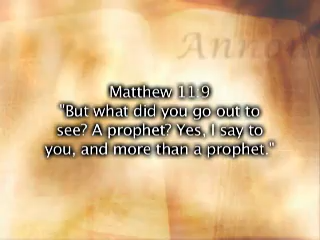 Matthew 11 9
"But what did you go out to
see? A prophet? Yes, I say to
you, and more than a prophet."